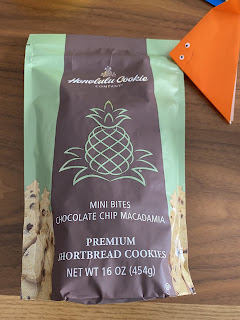 Honolulu Cookie
COMPANY
MINI BITES
CHOCOLATE CHIP MACADAMIA
PREMIUM
SHORTBREAD COOKIES
NET WT 16 OZ (454g)